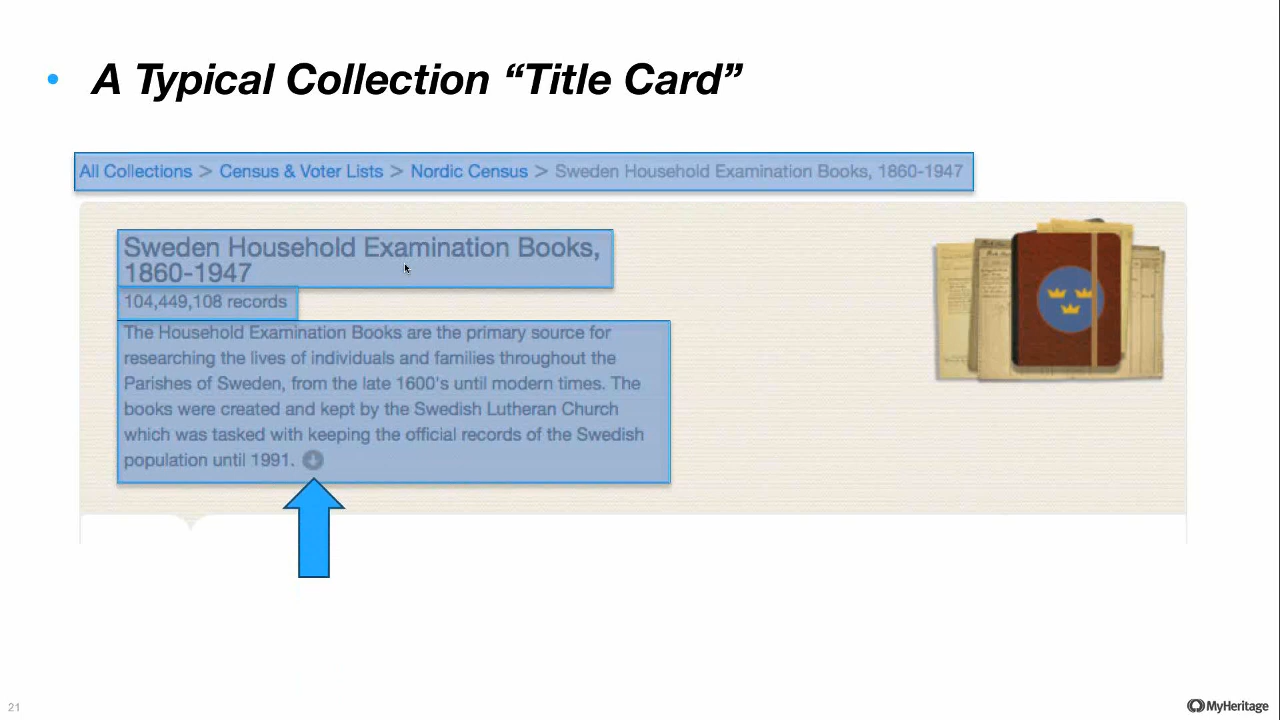 • A Typical Collection “Title Card”
All Collections > Census & Voter Lists > Nordic Census > Sweden Household Examination Books, 1860-1947
Sweden Household Examination Books,
1860-1947
104,449,108 records
The Household Examination Books are the primary source for
researching the lives of individuals and families throughout the
Parishes of Sweden, from the late 1600's until modern times. The
books were created and kept by the Swedish Lutheran Church
which was tasked with keeping the official records of the Swedish
population until 1991.
21
MyHeritage